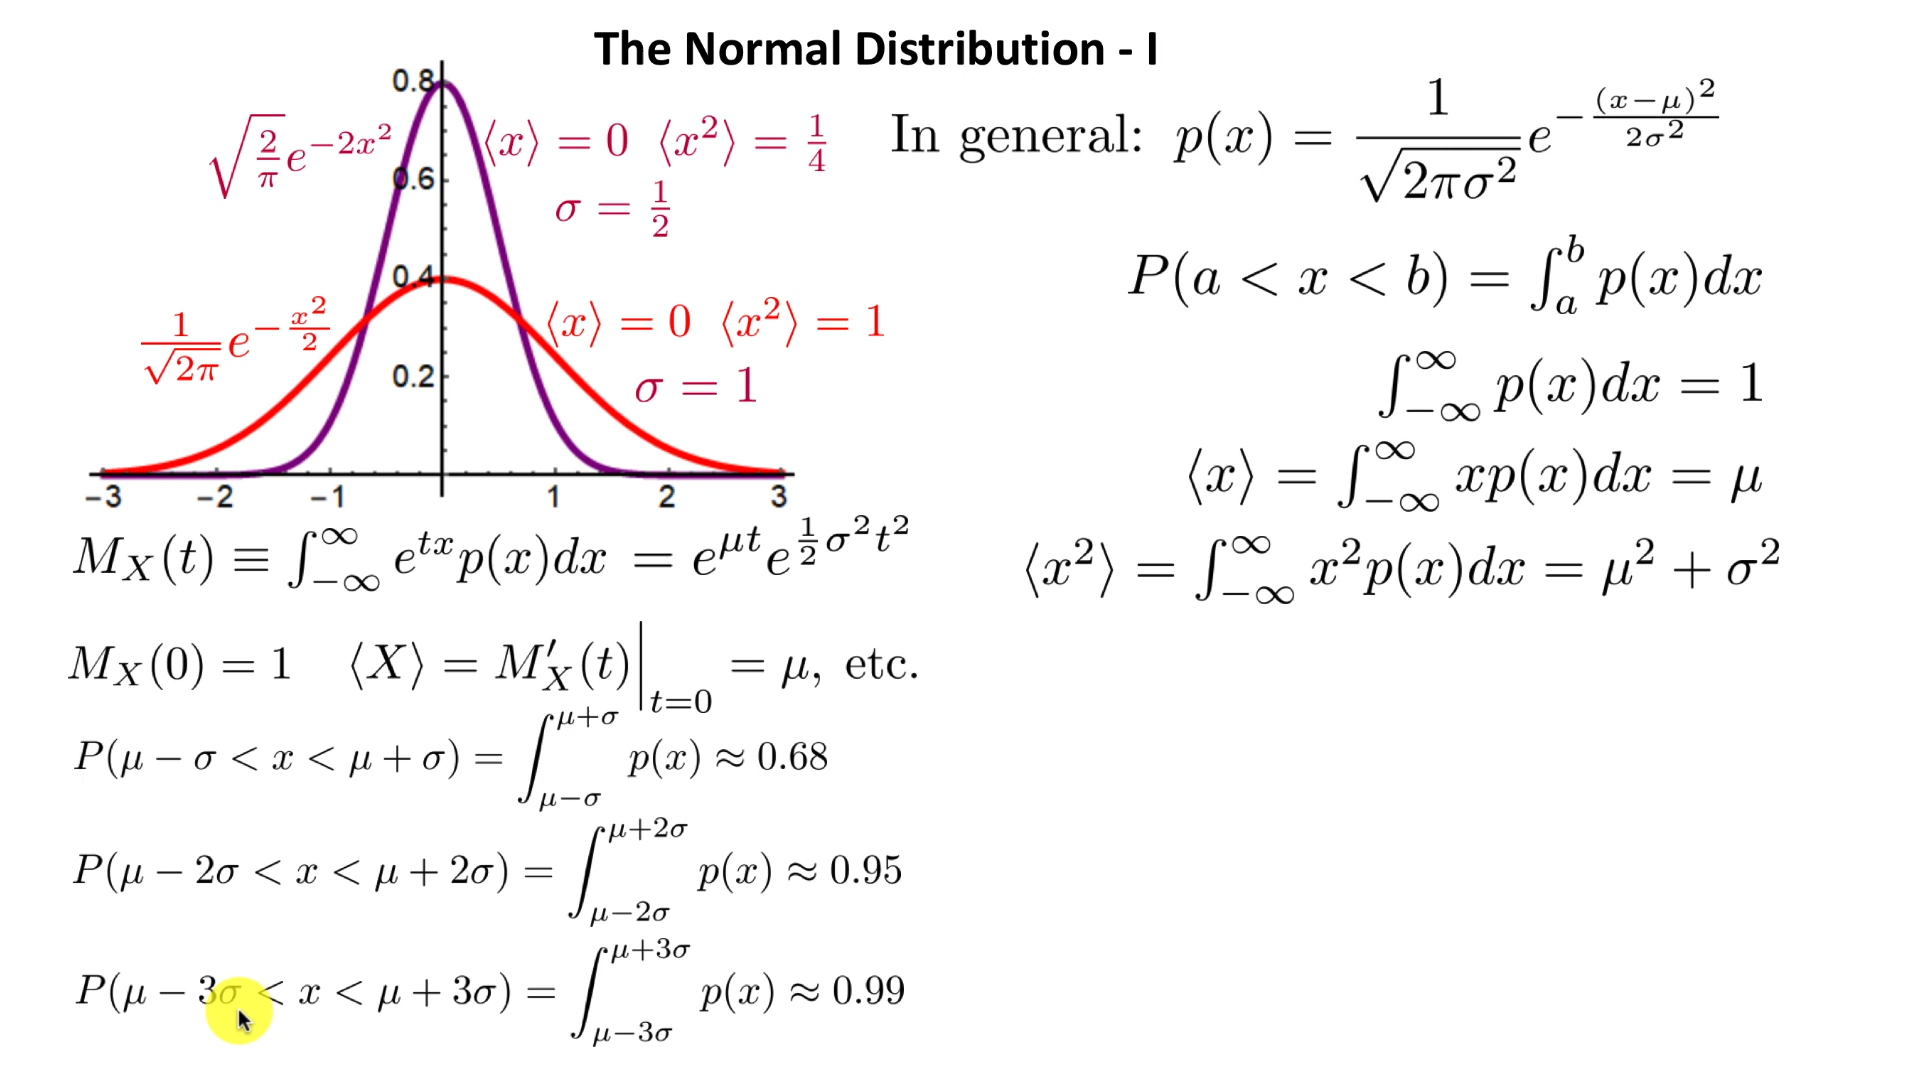 The Normal Distribution - I
0.8
√(2/π) e^{-2x²}
⟨x⟩ = 0 ⟨x²⟩ = 1/4
0.6
σ = 1/2
0.4
1/√(2π) e^{-x²/2}
⟨x⟩ = 0 ⟨x²⟩ = 1
0.2
σ = 1
−3 −2 −1 1 2 3
In general: p(x) = 1/√(2πσ²) e^{-(x−μ)²/(2σ²)}
P(a < x < b) = ∫_a^b p(x)dx
∫_{−∞}^{∞} p(x)dx = 1
⟨x⟩ = ∫_{−∞}^{∞} xp(x)dx = μ
⟨x²⟩ = ∫_{−∞}^{∞} x²p(x)dx = μ² + σ²
M_X(t) ≡ ∫_{−∞}^{∞} e^{tx}p(x)dx = e^{μt}e^{½σ²t²}
M_X(0) = 1 ⟨X⟩ = M′_X(t)|_{t=0} = μ, etc.
P(μ − σ < x < μ + σ) = ∫_{μ−σ}^{μ+σ} p(x) ≈ 0.68
P(μ − 2σ < x < μ + 2σ) = ∫_{μ−2σ}^{μ+2σ} p(x) ≈ 0.95
P(μ − 3σ < x < μ + 3σ) = ∫_{μ−3σ}^{μ+3σ} p(x) ≈ 0.99